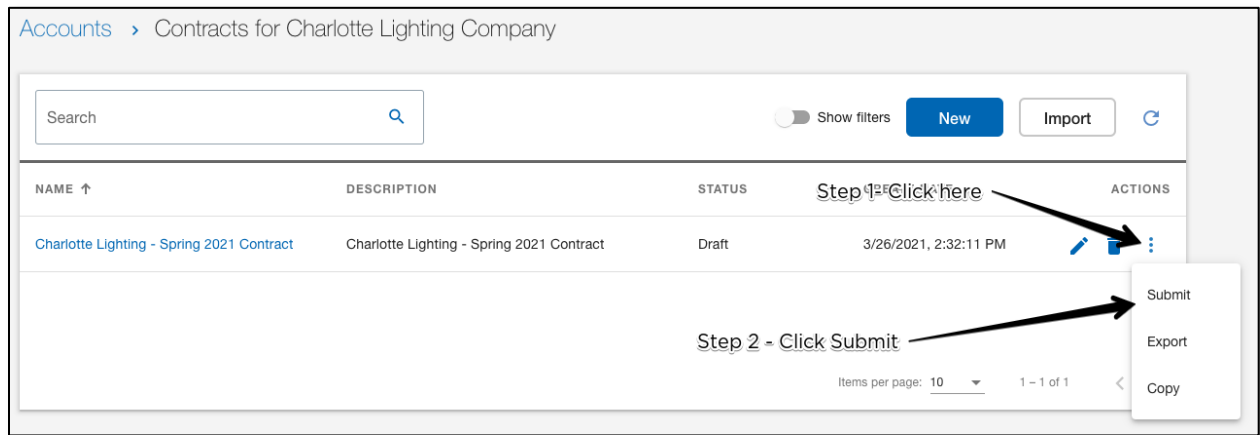 Accounts › Contracts for Charlotte Lighting Company
Search Show filters New Import
NAME ↑ DESCRIPTION STATUS ACTIONS
Step 1- Click here
Charlotte Lighting - Spring 2021 Contract Charlotte Lighting - Spring 2021 Contract Draft 3/26/2021, 2:32:11 PM
Submit
Step 2 - Click Submit
Export
Items per page: 10 1 – 1 of 1
Copy